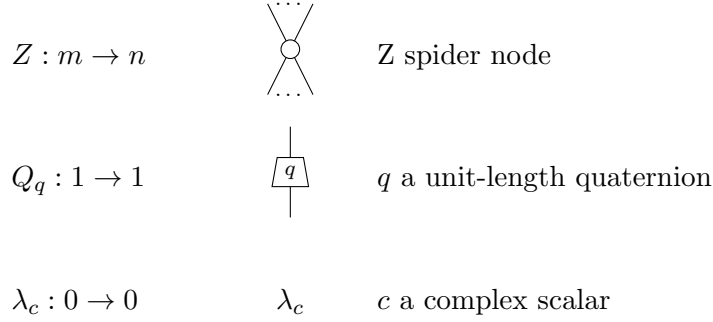 . . .
Z : m → n Z spider node
. . .
Q_q : 1 → 1 q q a unit-length quaternion
λ_c : 0 → 0 λ_c c a complex scalar